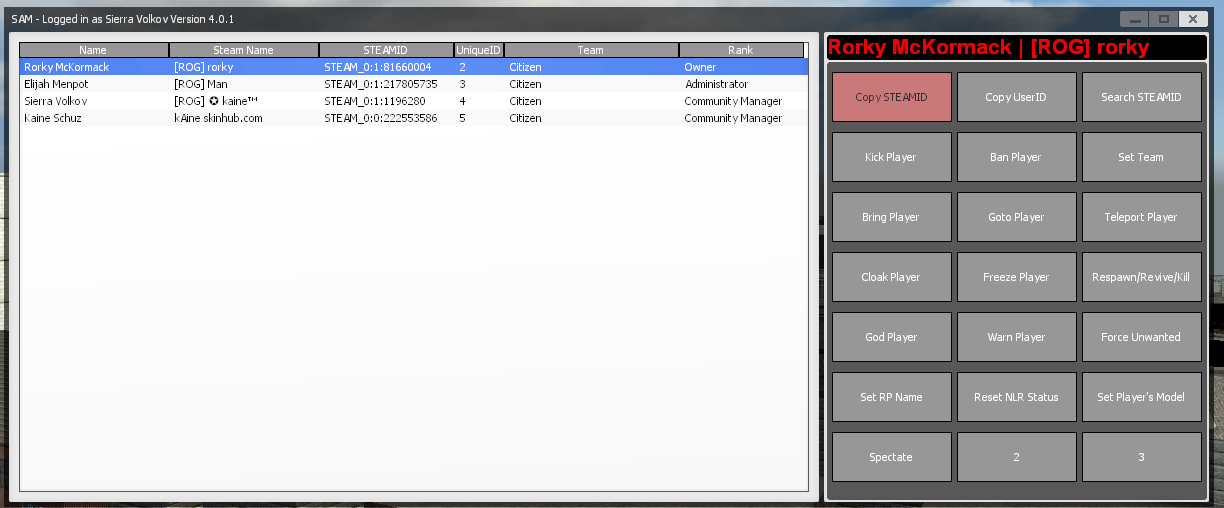 SAM - Logged in as Sierra Volkov Version 4.0.1
Name Steam Name STEAMID UniqueID Team Rank
Rorky McKormack [ROG] rorky STEAM_0:1:81660004 2 Citizen Owner
Elijah Menpot [ROG] Man STEAM_0:1:217805735 3 Citizen Administrator
Sierra Volkov [ROG] ✪ kaine™ STEAM_0:1:1196280 4 Citizen Community Manager
Kaine Schuz kAine skinhub.com STEAM_0:0:222553586 5 Citizen Community Manager
Rorky McKormack | [ROG] rorky
Copy STEAMID Copy UserID Search STEAMID
Kick Player Ban Player Set Team
Bring Player Goto Player Teleport Player
Cloak Player Freeze Player Respawn/Revive/Kill
God Player Warn Player Force Unwanted
Set RP Name Reset NLR Status Set Player's Model
Spectate 2 3